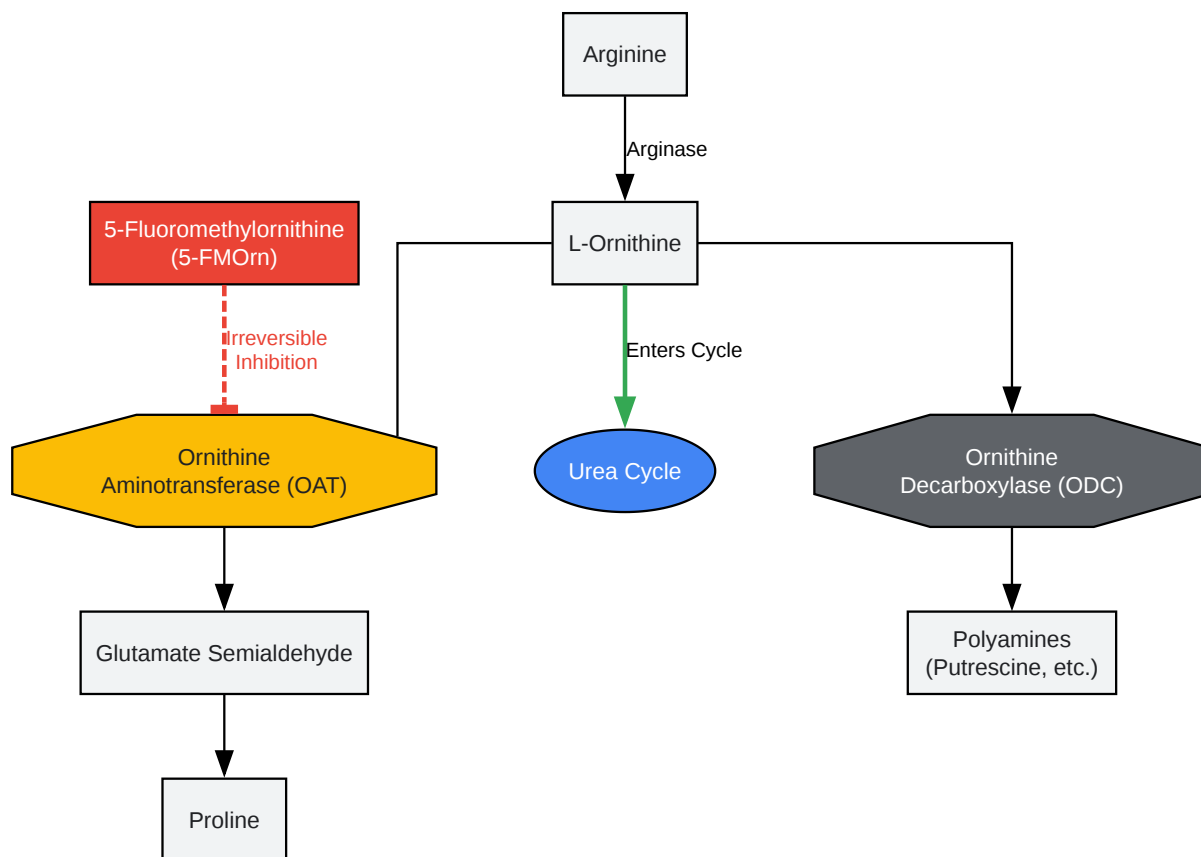 Arginine
Arginase
5-Fluoromethylornithine
(5-FMOrn)
L-Ornithine
Irreversible
Inhibition
Enters Cycle
Ornithine
Aminotransferase (OAT)
Urea Cycle
Ornithine
Decarboxylase (ODC)
Glutamate Semialdehyde
Polyamines
(Putrescine, etc.)
Proline